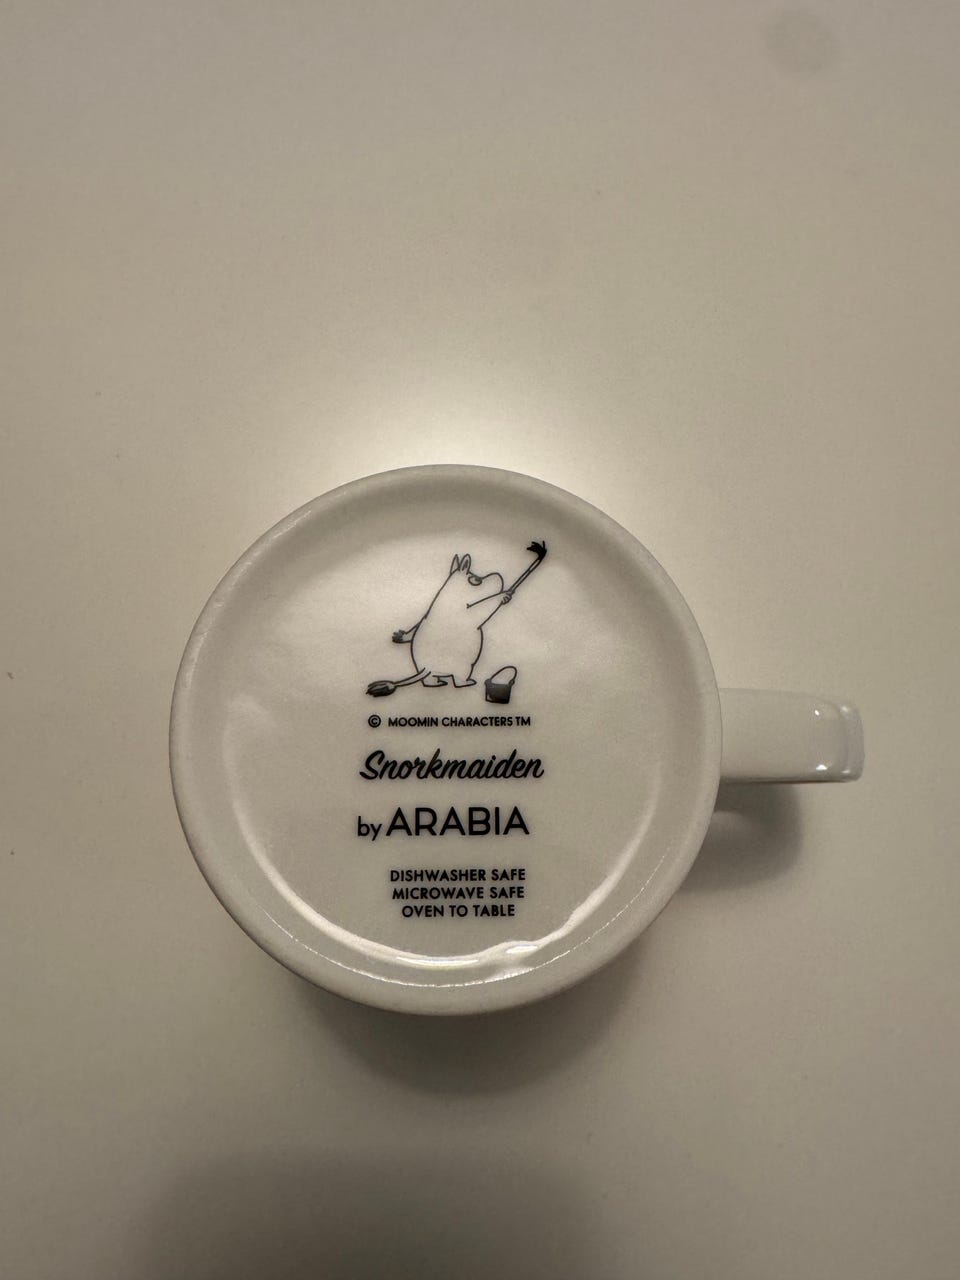 © MOOMIN CHARACTERS TM
Snorkmaiden
by ARABIA
DISHWASHER SAFE
MICROWAVE SAFE
OVEN TO TABLE